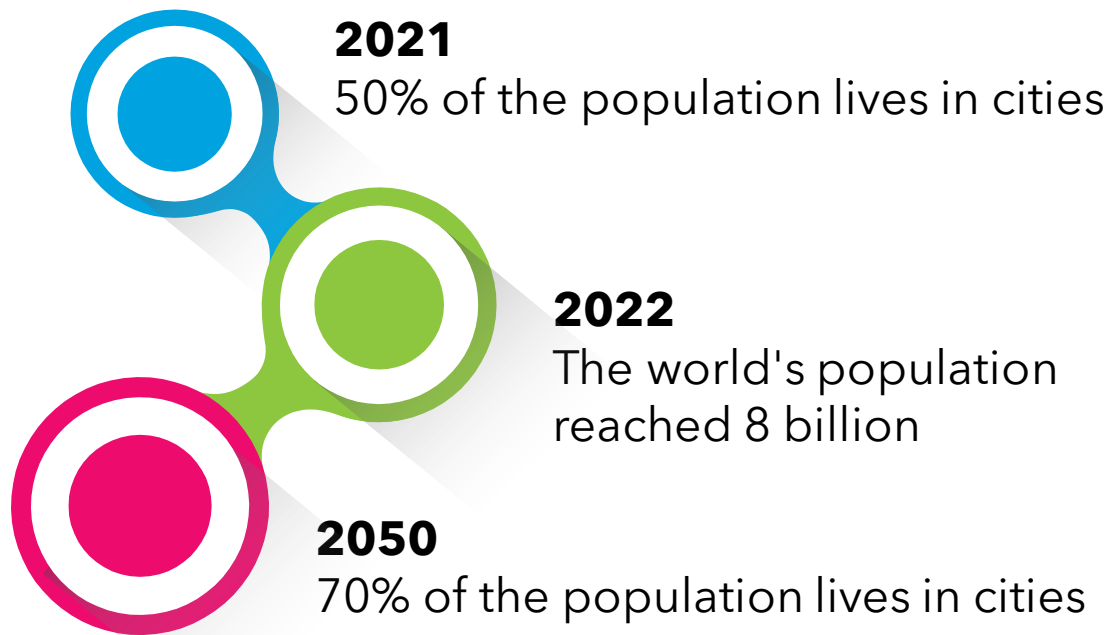 2021
50% of the population lives in cities
2022
The world's population
reached 8 billion
2050
70% of the population lives in cities